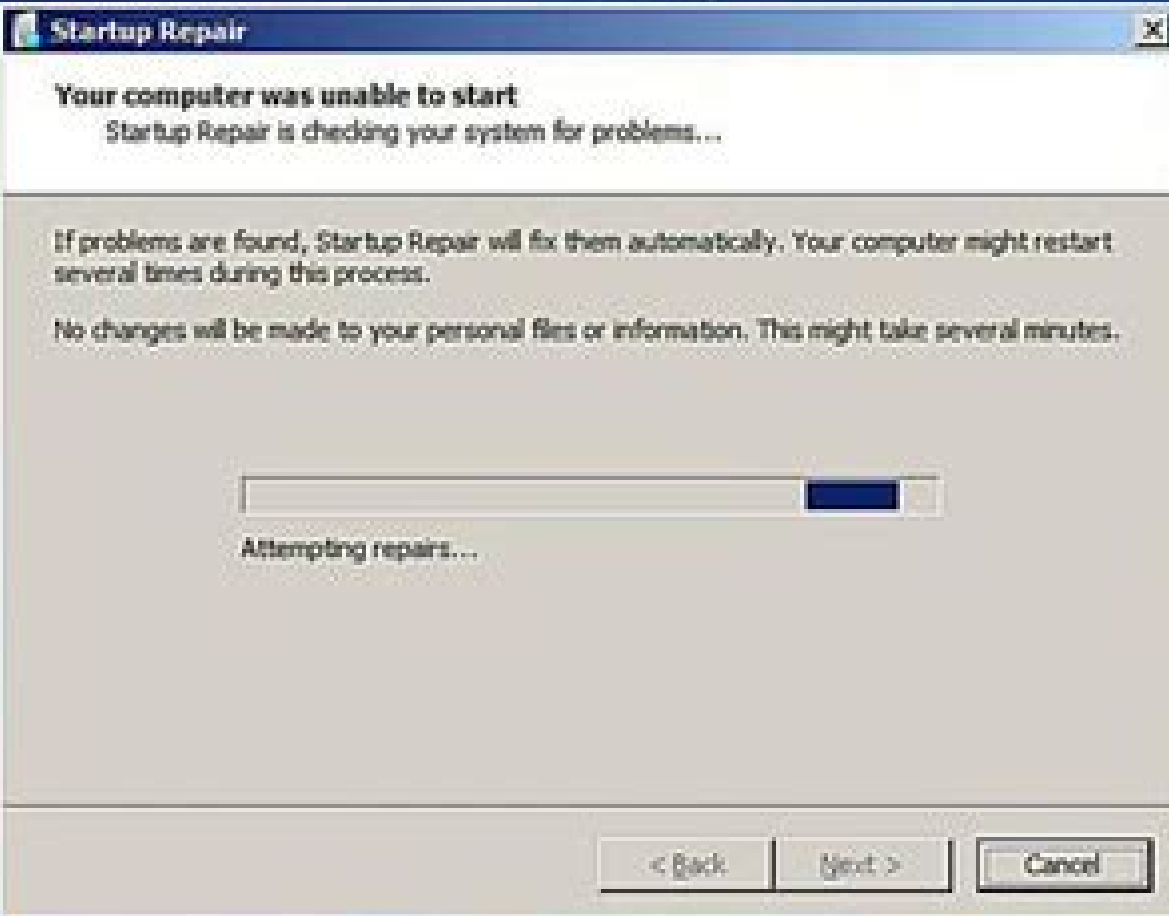 Startup Repair
Your computer was unable to start
Startup Repair is checking your system for problems...
If problems are found, Startup Repair will fix them automatically. Your computer might restart
several times during this process.
No changes will be made to your personal files or information. This might take several minutes.
Attempting repairs...
< Back
Next >
Cancel